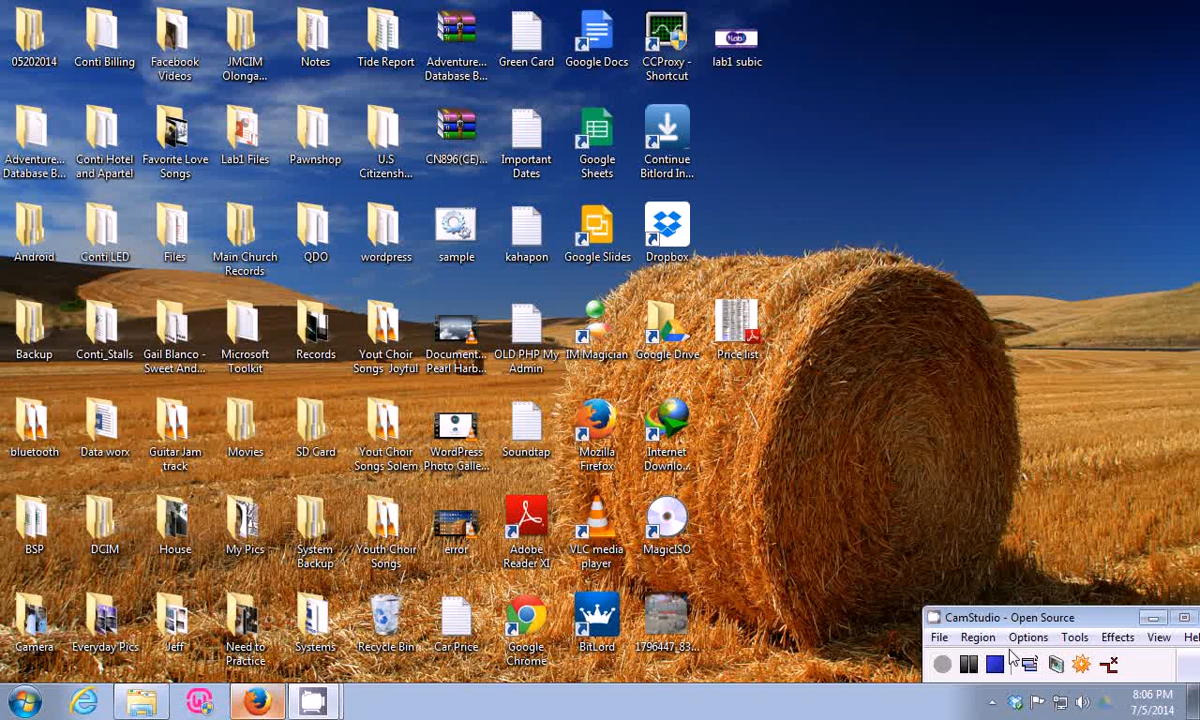 05202014
Conti Billing
Facebook
Videos
JMCIM
Olonga...
Notes
Tide Report
Adventure...
Database B...
Green Card
Google Docs
CCProxy -
Shortcut
lab1 subic
Adventure...
Database B...
Conti Hotel
and Apartel
Favorite Love
Songs
Lab1 Files
Pawnshop
U.S
Citizensh...
CN896(CE)...
Important
Dates
Google
Sheets
Continue
Bitlord In...
Android
Conti LED
Files
Main Church
Records
QDO
wordpress
sample
kahapon
Google Slides
Dropbox
Backup
Conti_Stalls
Gail Blanco -
Sweet And...
Microsoft
Toolkit
Records
Yout Choir
Songs Joyful
Document...
Pearl Harb...
OLD PHP My
Admin
IM Magician
Google Drive
Price list
bluetooth
Data worx
Guitar Jam
track
Movies
SD Card
Yout Choir
Songs Solem
WordPress
Photo Galle...
Soundtap
Mozilla
Firefox
Internet
Downlo...
BSP
DCIM
House
My Pics
System
Backup
Youth Choir
Songs
error
Adobe
Reader XI
VLC media
player
MagicISO
Camera
Everyday Pics
Jeff
Need to
Practice
Systems
Recycle Bin
Car Price
Google
Chrome
BitLord
1796447_83...
CamStudio - Open Source
File Region Options Tools Effects View Hel
8:06 PM
7/5/2014